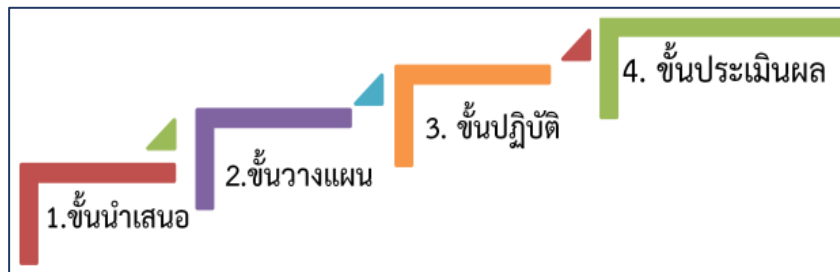 1.ขั้นนำเสนอ
2.ขั้นวางแผน
3. ขั้นปฏิบัติ
4. ขั้นประเมินผล